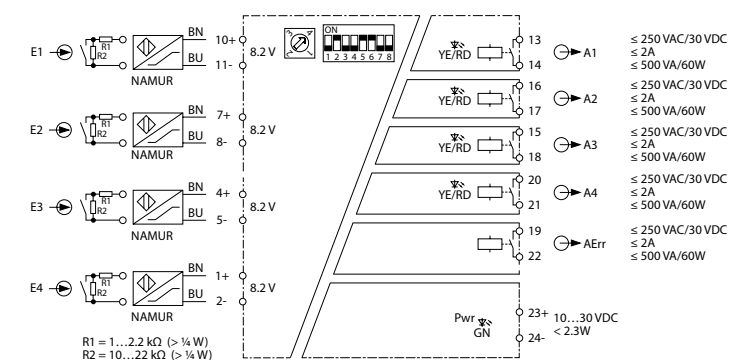 E1
R1
R2
NAMUR
BN
BU
10+
11-
8.2 V
E2
R1
R2
NAMUR
BN
BU
7+
8-
8.2 V
E3
R1
R2
NAMUR
BN
BU
4+
5-
8.2 V
E4
R1
R2
NAMUR
BN
BU
1+
2-
8.2 V
R1 = 1…2.2 kΩ (> ¼ W)
R2 = 10…22 kΩ (> ¼ W)
ON
1 2 3 4 5 6 7 8
YE/RD
13
14
A1
≤ 250 VAC/30 VDC
≤ 2A
≤ 500 VA/60W
YE/RD
16
17
A2
≤ 250 VAC/30 VDC
≤ 2A
≤ 500 VA/60W
YE/RD
15
18
A3
≤ 250 VAC/30 VDC
≤ 2A
≤ 500 VA/60W
YE/RD
20
21
A4
≤ 250 VAC/30 VDC
≤ 2A
≤ 500 VA/60W
19
22
AErr
≤ 250 VAC/30 VDC
≤ 2A
≤ 500 VA/60W
Pwr
GN
23+
24-
10…30 VDC
< 2.3W